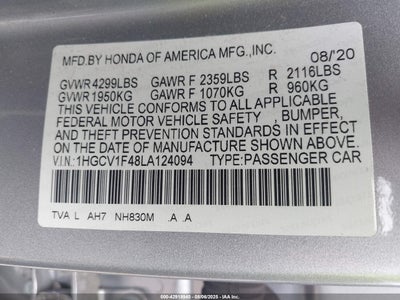 MFD.BY HONDA OF AMERICA MFG.,INC. 08/'20
GVWR 4299LBS GAWR F 2359LBS R 2116LBS
GVWR 1950KG GAWR F 1070KG R 960KG
THIS VEHICLE CONFORMS TO ALL APPLICABLE
FEDERAL MOTOR VEHICLE SAFETY , BUMPER,
AND THEFT PREVENTION STANDARDS IN EFFECT ON
THE DATE OF MANUFACTURE SHOWN ABOVE.
V.I.N.:1HGCV1F48LA124094 TYPE:PASSENGER CAR
TVA L AH7 NH830M .A .A